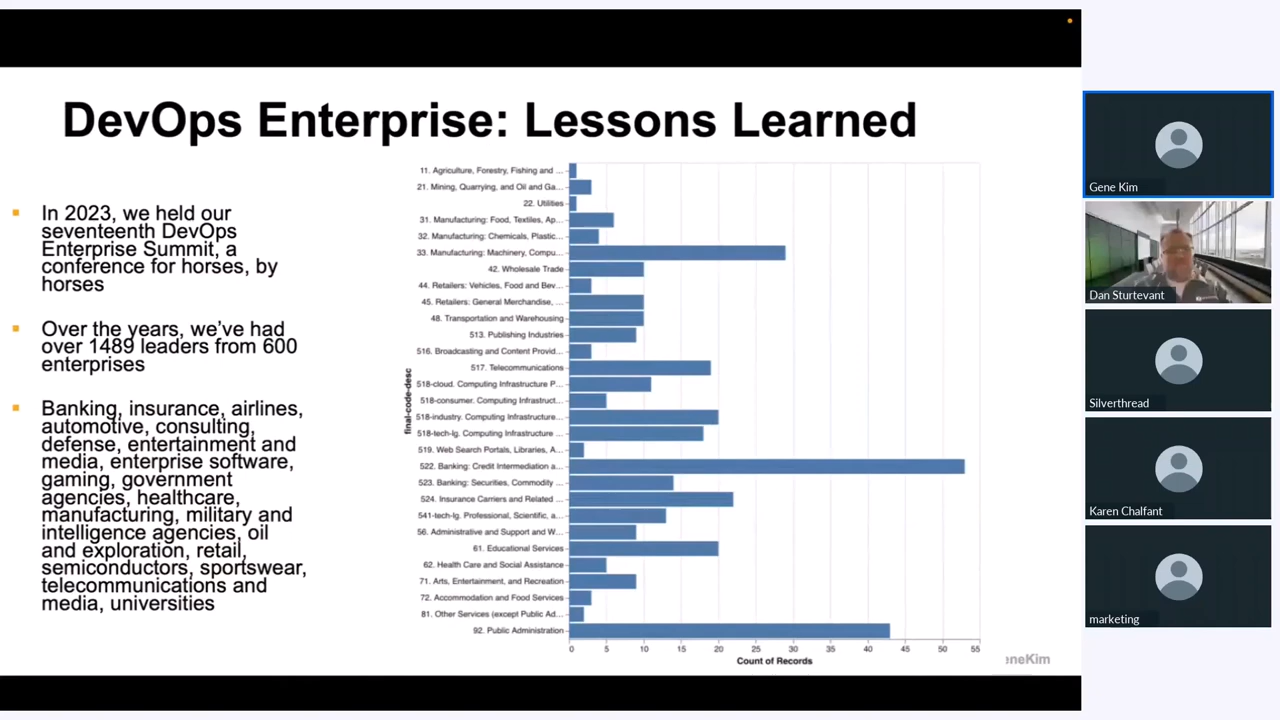 DevOps Enterprise: Lessons Learned
In 2023, we held our
seventeenth DevOps
Enterprise Summit, a
conference for horses, by
horses
Over the years, we've had
over 1489 leaders from 600
enterprises
Banking, insurance, airlines,
automotive, consulting,
defense, entertainment and
media, enterprise software,
gaming, government
agencies, healthcare,
manufacturing, military and
intelligence agencies, oil
and exploration, retail,
semiconductors, sportswear,
telecommunications and
media, universities
final-code-desc
11. Agriculture, Forestry, Fishing and ...
21. Mining, Quarrying, and Oil and Ga...
22. Utilities
31. Manufacturing: Food, Textiles, Ap...
32. Manufacturing: Chemicals, Plastic...
33. Manufacturing: Machinery, Compu...
42. Wholesale Trade
44. Retailers: Vehicles, Food and Bev...
45. Retailers: General Merchandise, ...
48. Transportation and Warehousing
513. Publishing Industries
516. Broadcasting and Content Provid...
517. Telecommunications
518-cloud. Computing Infrastructure P...
518-consumer. Computing Infrastruct...
518-industry. Computing Infrastructure...
518-tech-lg. Computing Infrastructure ...
519. Web Search Portals, Libraries, A...
522. Banking: Credit Intermediation a...
523. Banking: Securities, Commodity ...
524. Insurance Carriers and Related ...
541-tech-lg. Professional, Scientific, a...
56. Administrative and Support and W...
61. Educational Services
62. Health Care and Social Assistance
71. Arts, Entertainment, and Recreation
72. Accommodation and Food Services
81. Other Services (except Public Ad...
92. Public Administration
0 5 10 15 20 25 30 35 40 45 50 55
Count of Records
eneKim
Gene Kim
Dan Sturtevant
Silverthread
Karen Chalfant
marketing